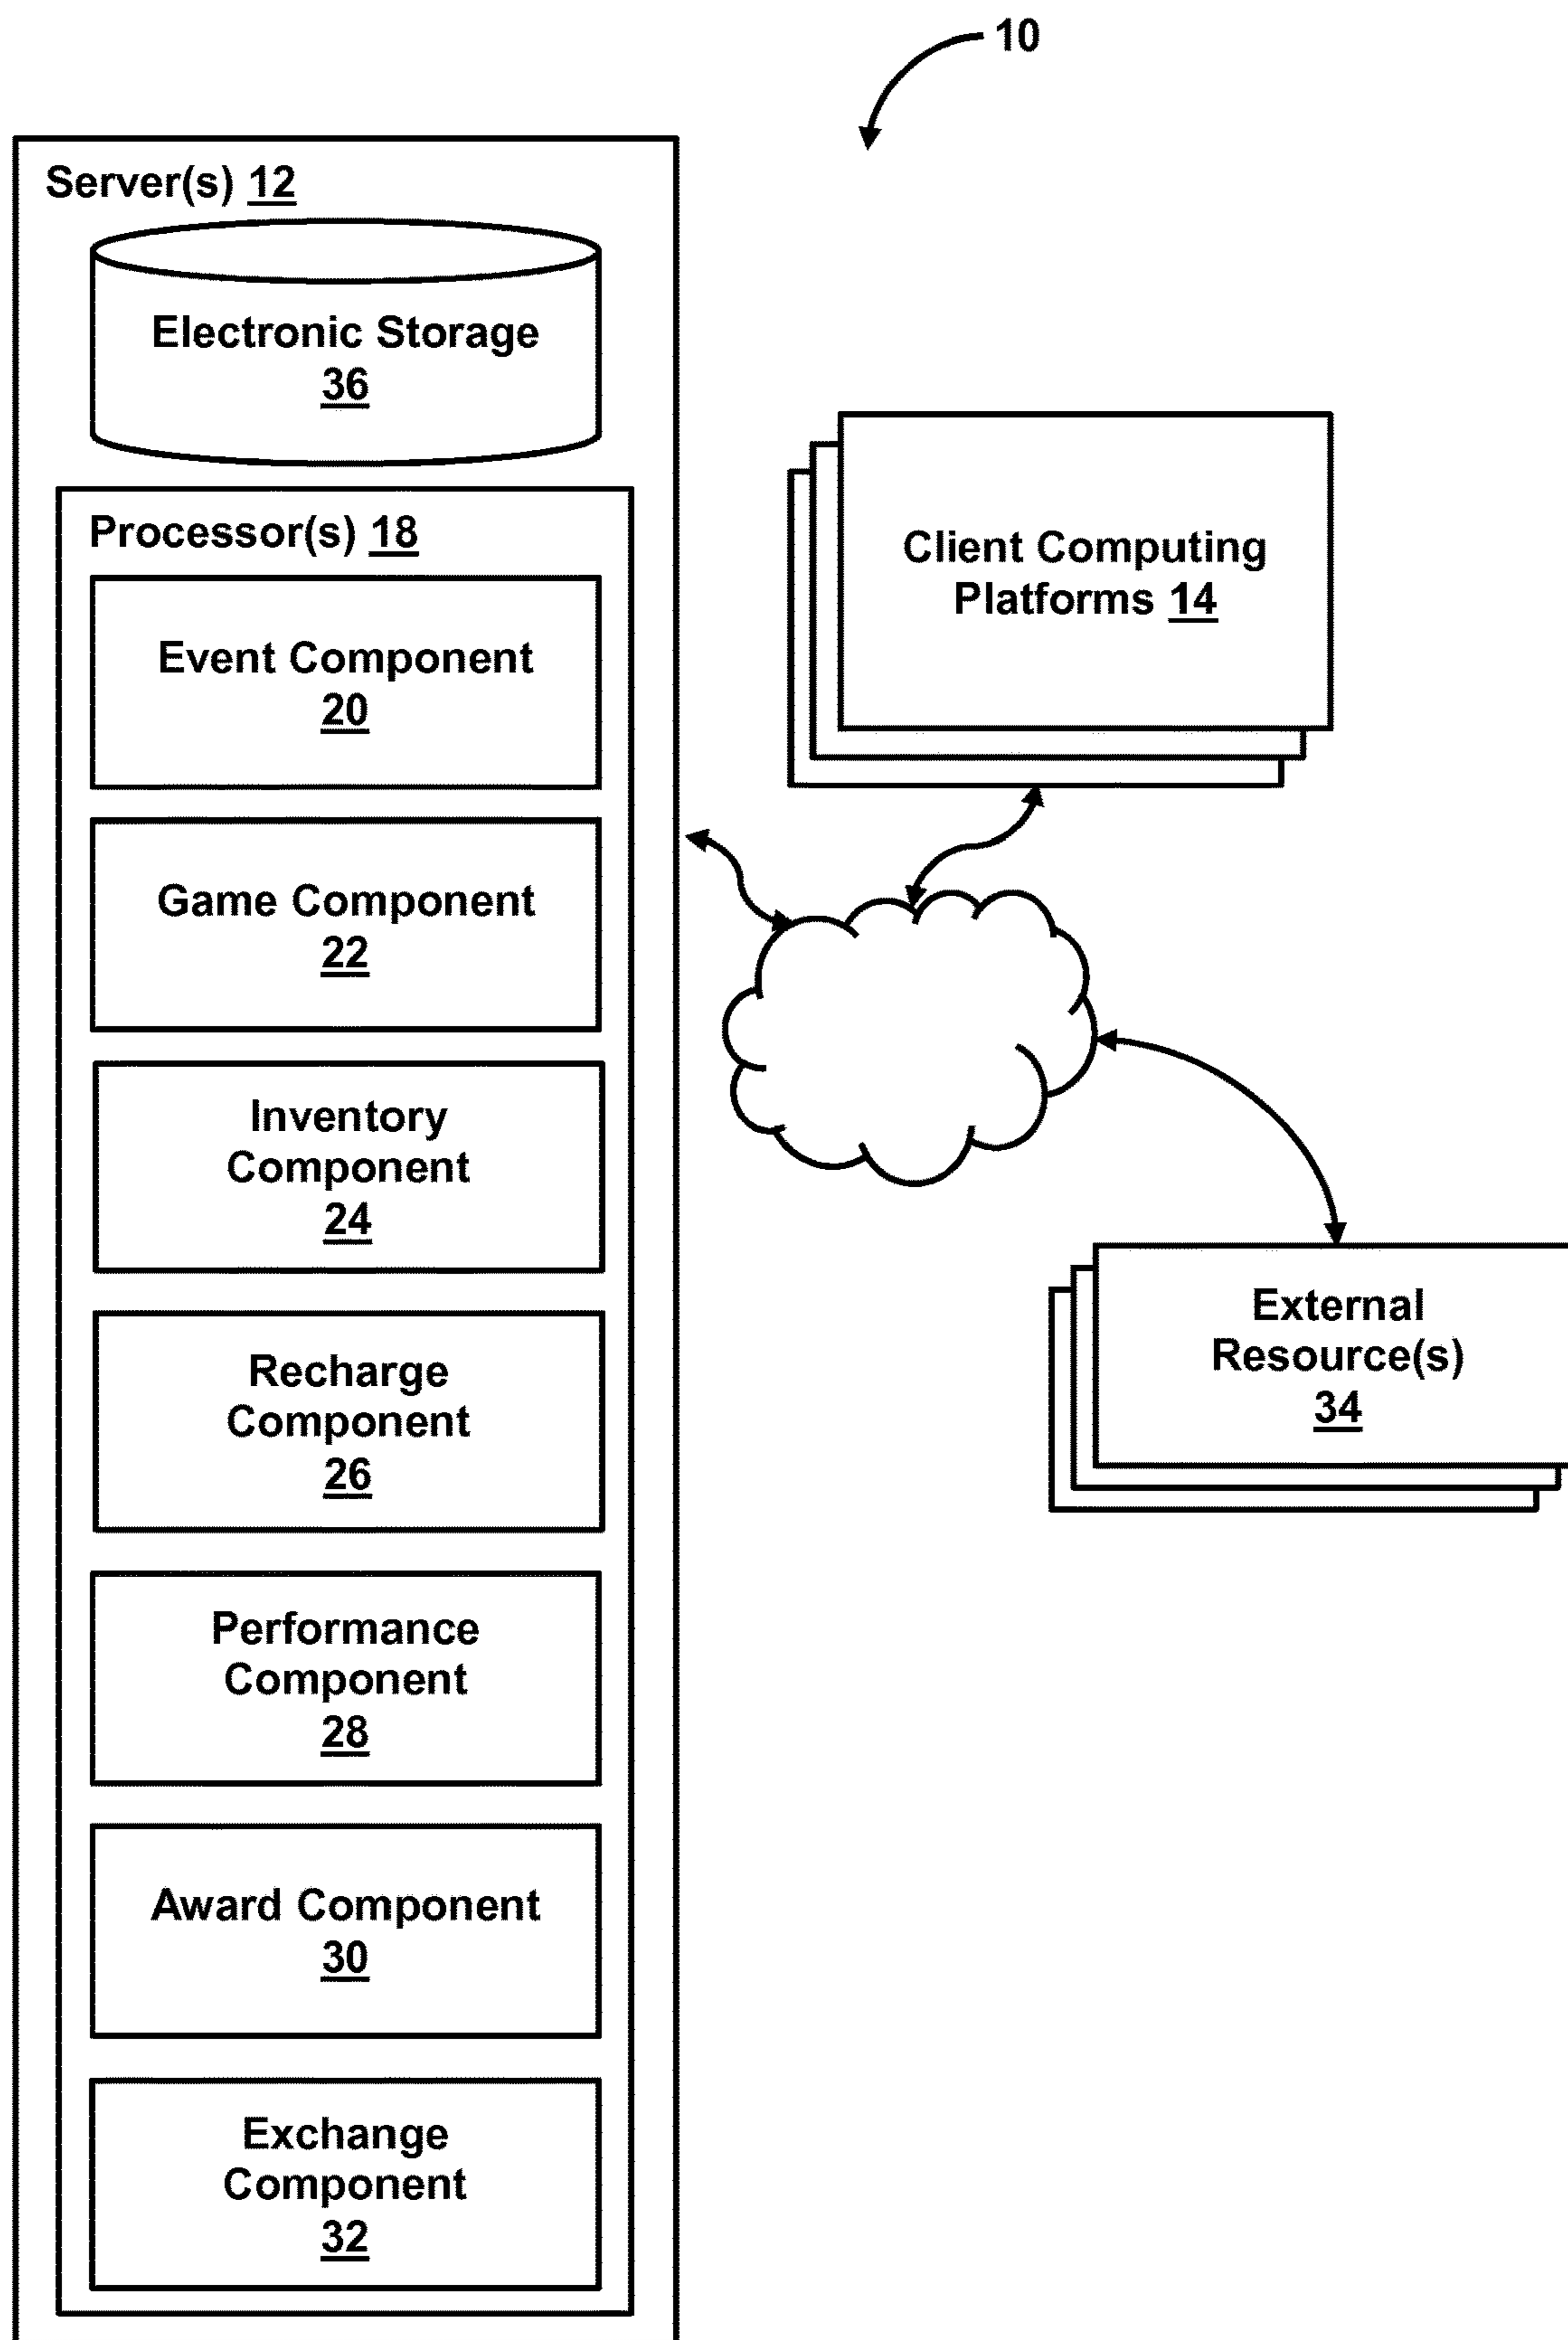 10
Server(s) 12
Electronic Storage
36
Processor(s) 18
Event Component
20
Game Component
22
Inventory
Component
24
Recharge
Component
26
Performance
Component
28
Award Component
30
Exchange
Component
32
Client Computing
Platforms 14
External
Resource(s)
34